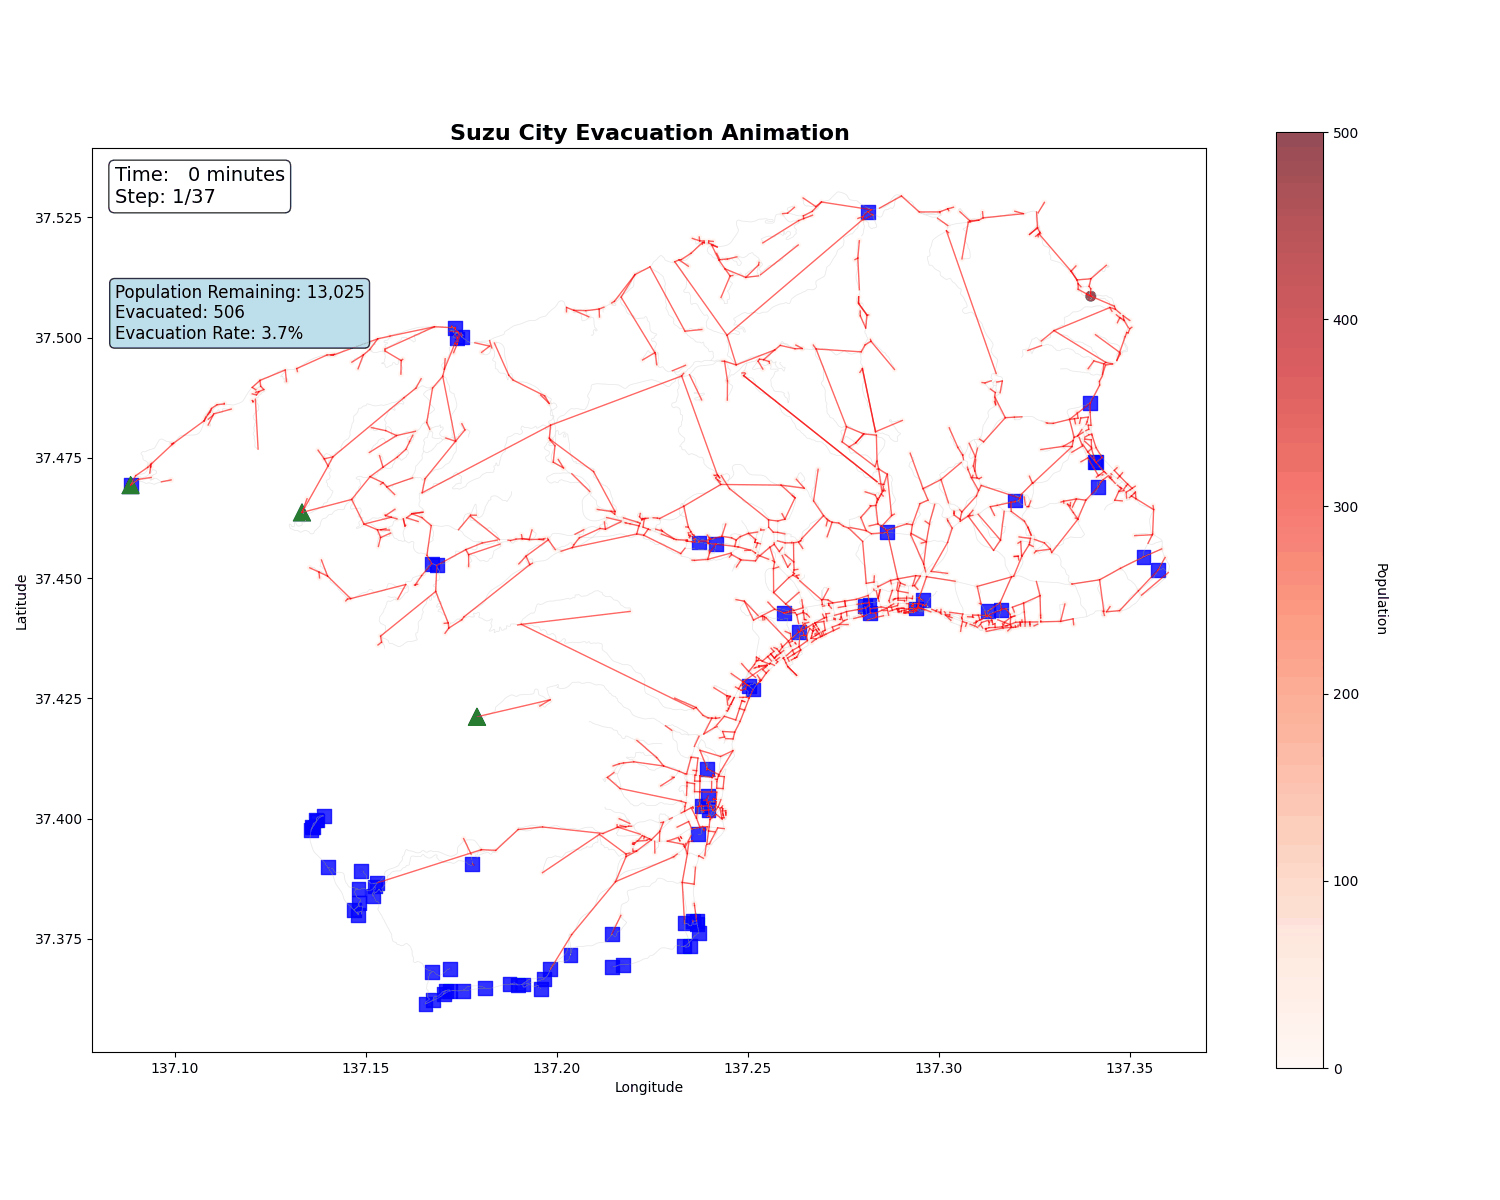 Suzu City Evacuation Animation
Time:   0 minutes
Step: 1/37
Population Remaining: 13,025
Evacuated: 506
Evacuation Rate: 3.7%
37.525
37.500
37.475
37.450
37.425
37.400
37.375
Latitude
137.10
137.15
137.20
137.25
137.30
137.35
Longitude
500
400
300
200
100
0
Population